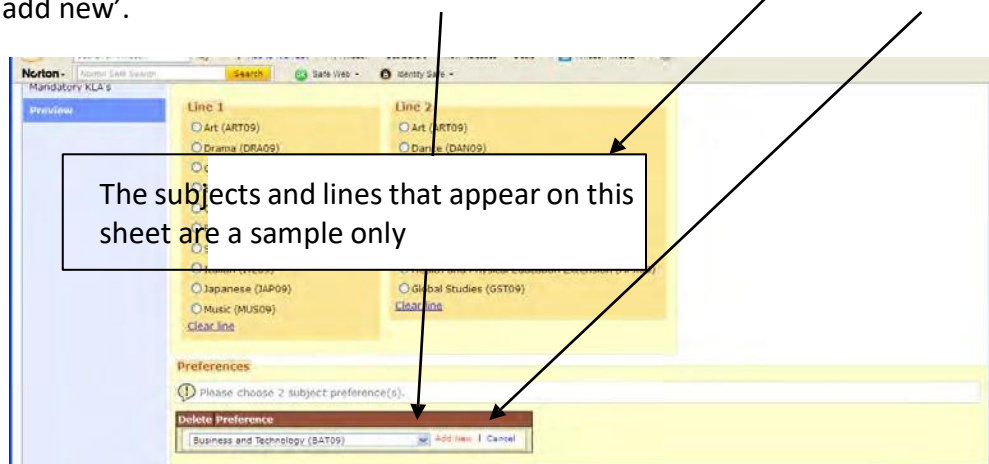 add new'.
Norton -
Norton Safe Search
Search
Safe Web -
Identity Safe -
Mandatory KLA's
Preview
Line 1
Art (ART09)
Drama (DRA09)
Japanese (JAP09)
Music (MUS09)
Clear line
Line 2
Art (ART09)
Dance (DAN09)
Global Studies (GST09)
Clear line
The subjects and lines that appear on this
sheet are a sample only
Preferences
Please choose 2 subject preference(s).
Delete Preference
Business and Technology (BAT09) Add New | Cancel